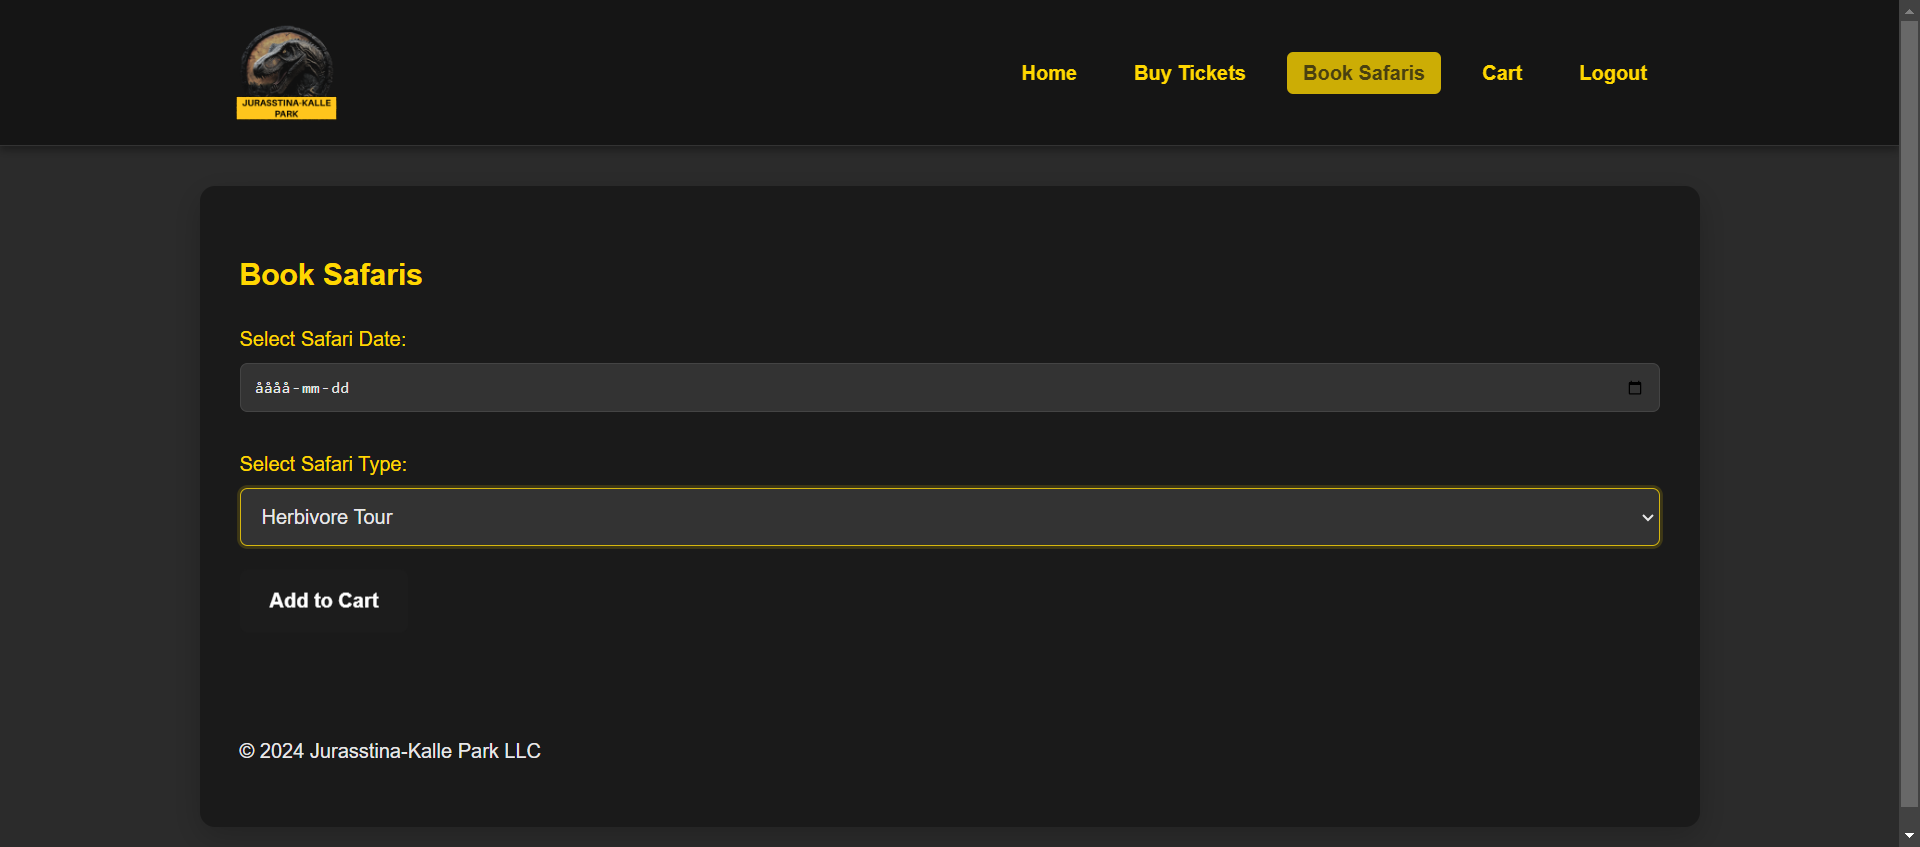 JURASSTINA-KALLE
PARK
Home
Buy Tickets
Book Safaris
Cart
Logout
Book Safaris
Select Safari Date:
åååå-mm-dd
Select Safari Type:
Herbivore Tour
Add to Cart
© 2024 Jurasstina-Kalle Park LLC